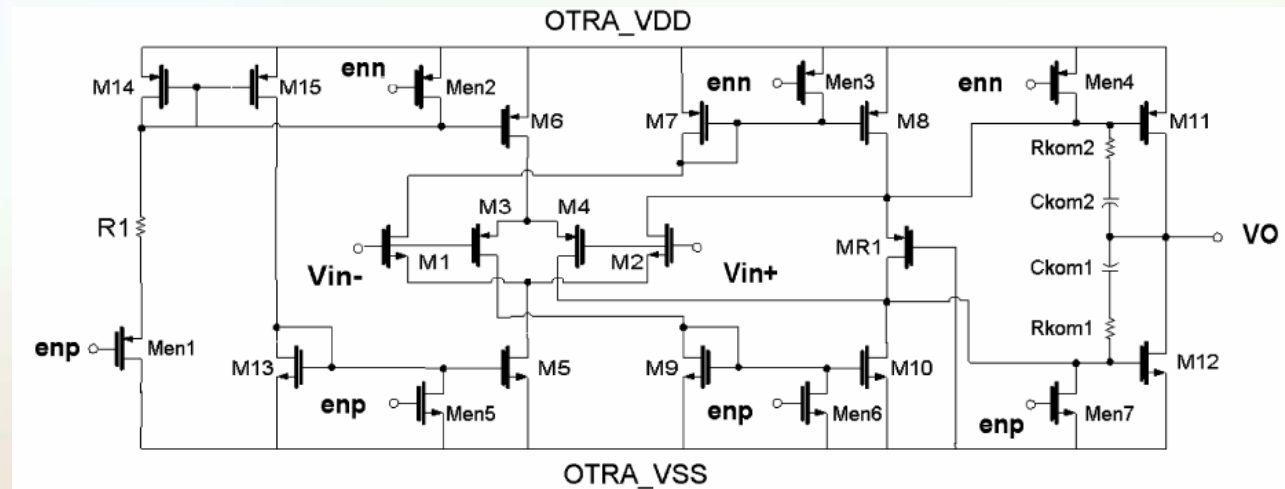 OTRA_VDD
M14
M15
enn
Men2
M6
M7
enn
Men3
M8
enn
Men4
M11
Rkom2
Ckom2
R1
M3
M4
Vin-
M1
M2
Vin+
MR1
VO
Ckom1
Rkom1
enp
Men1
M13
enp
Men5
M5
M9
enp
Men6
M10
enp
Men7
M12
OTRA_VSS